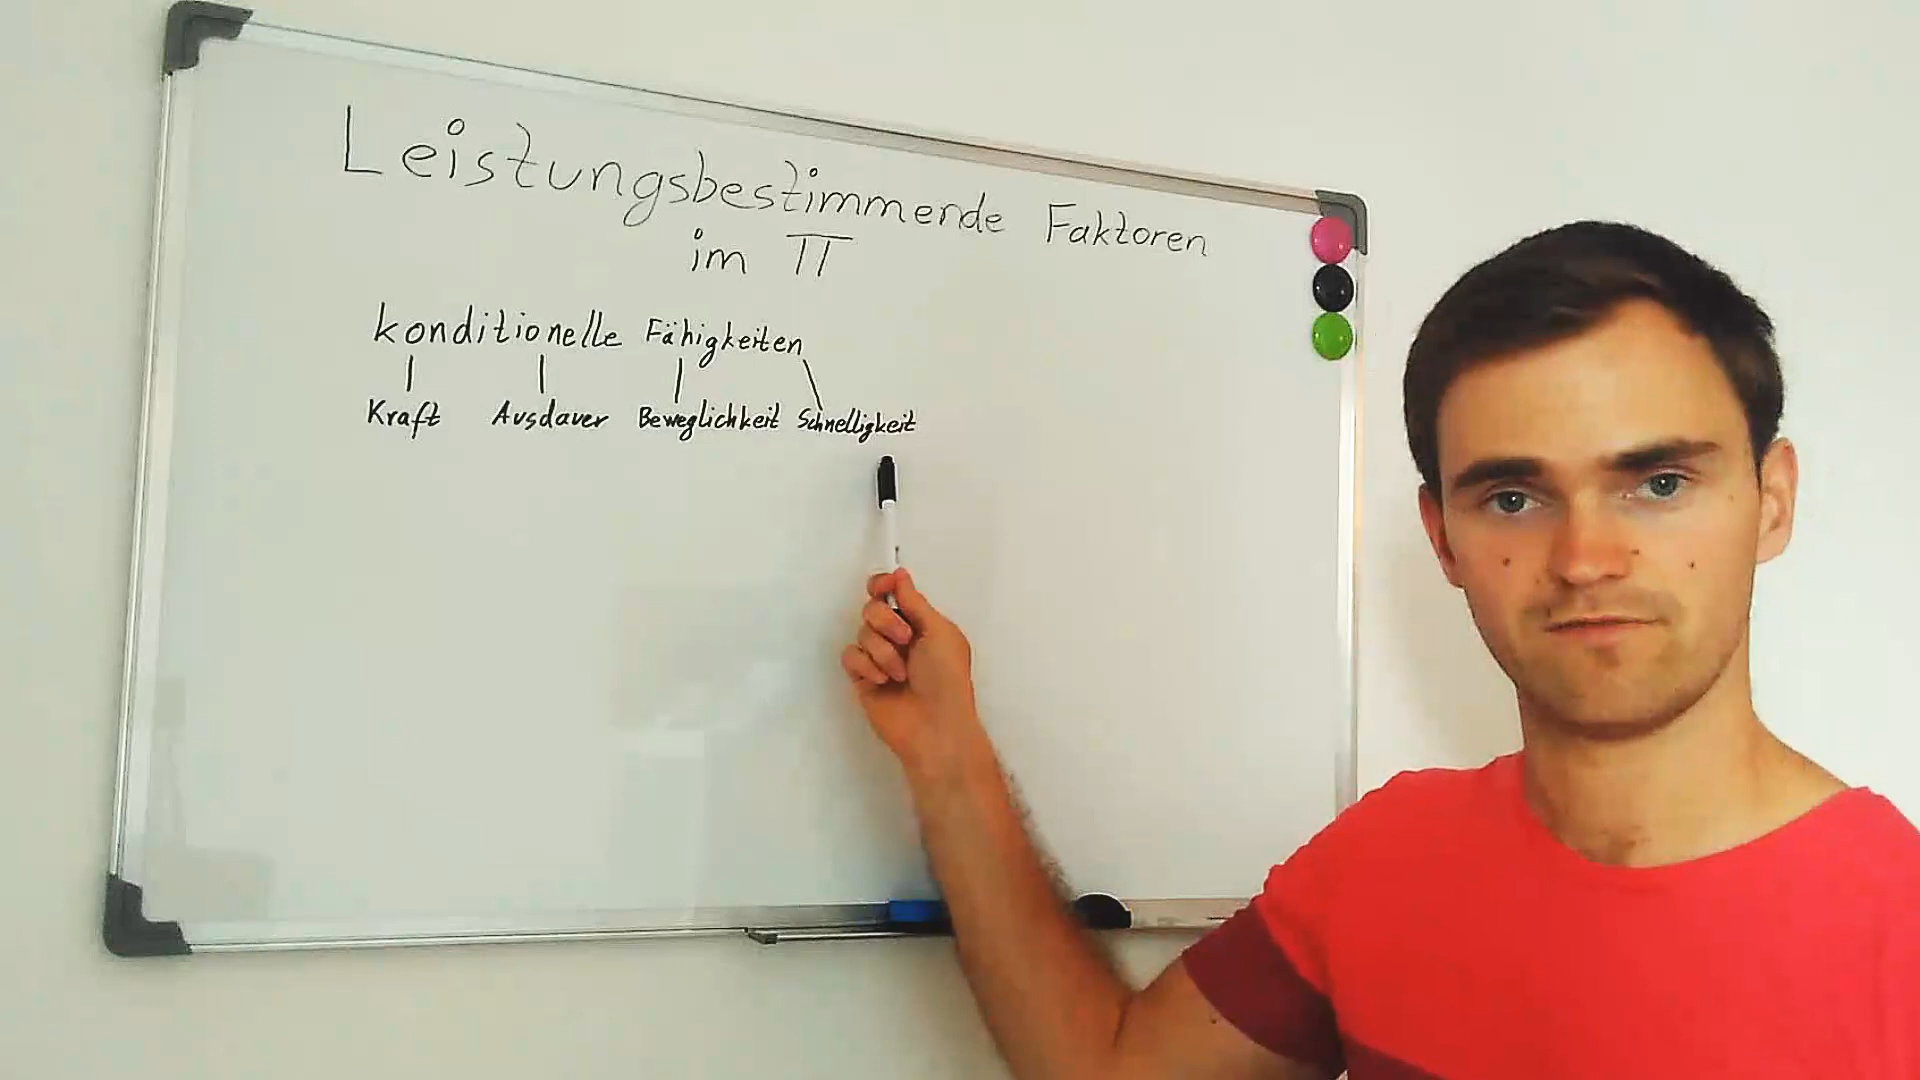 Leistungsbestimmende Faktoren
im TT
konditionelle Fähigkeiten
Kraft Ausdauer Beweglichkeit Schnelligkeit